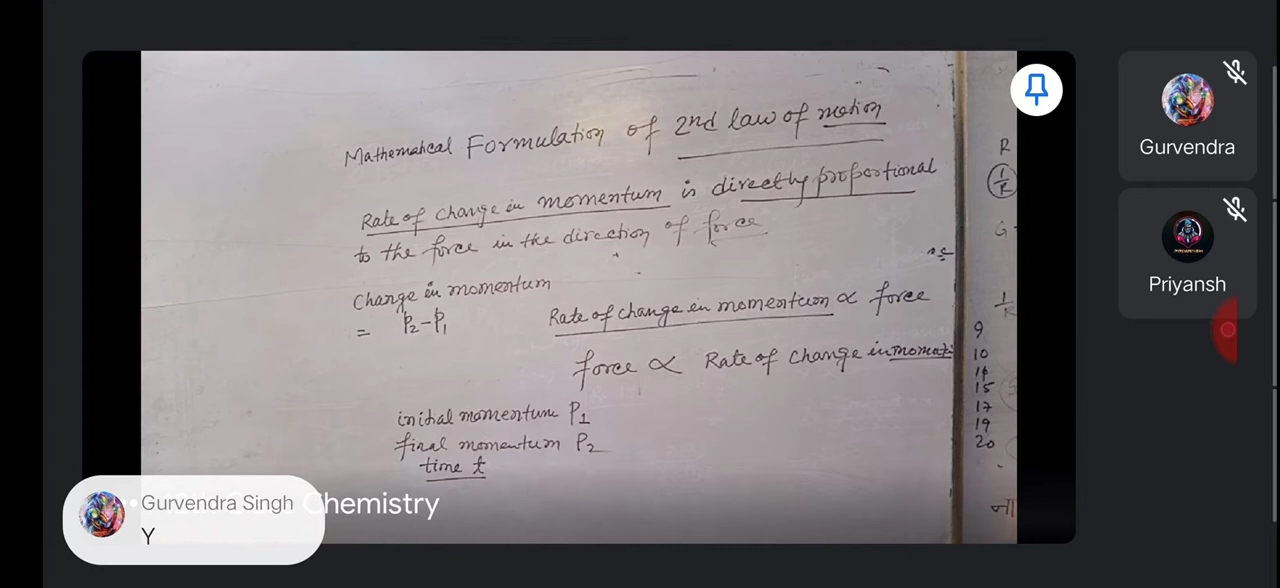 Mathematical Formulation of 2nd law of motion
Rate of change in momentum is directly proportional
to the force in the direction of force
Change in momentum
= P2-P1
Rate of change in momentum ∝ force
force ∝ Rate of change in
initial momentum P1
final momentum P2
time t
R
1/R
G
1/R
9
10
15
17
19
20
ना
Gurvendra
Priyansh
Chemistry
Gurvendra Singh
Y